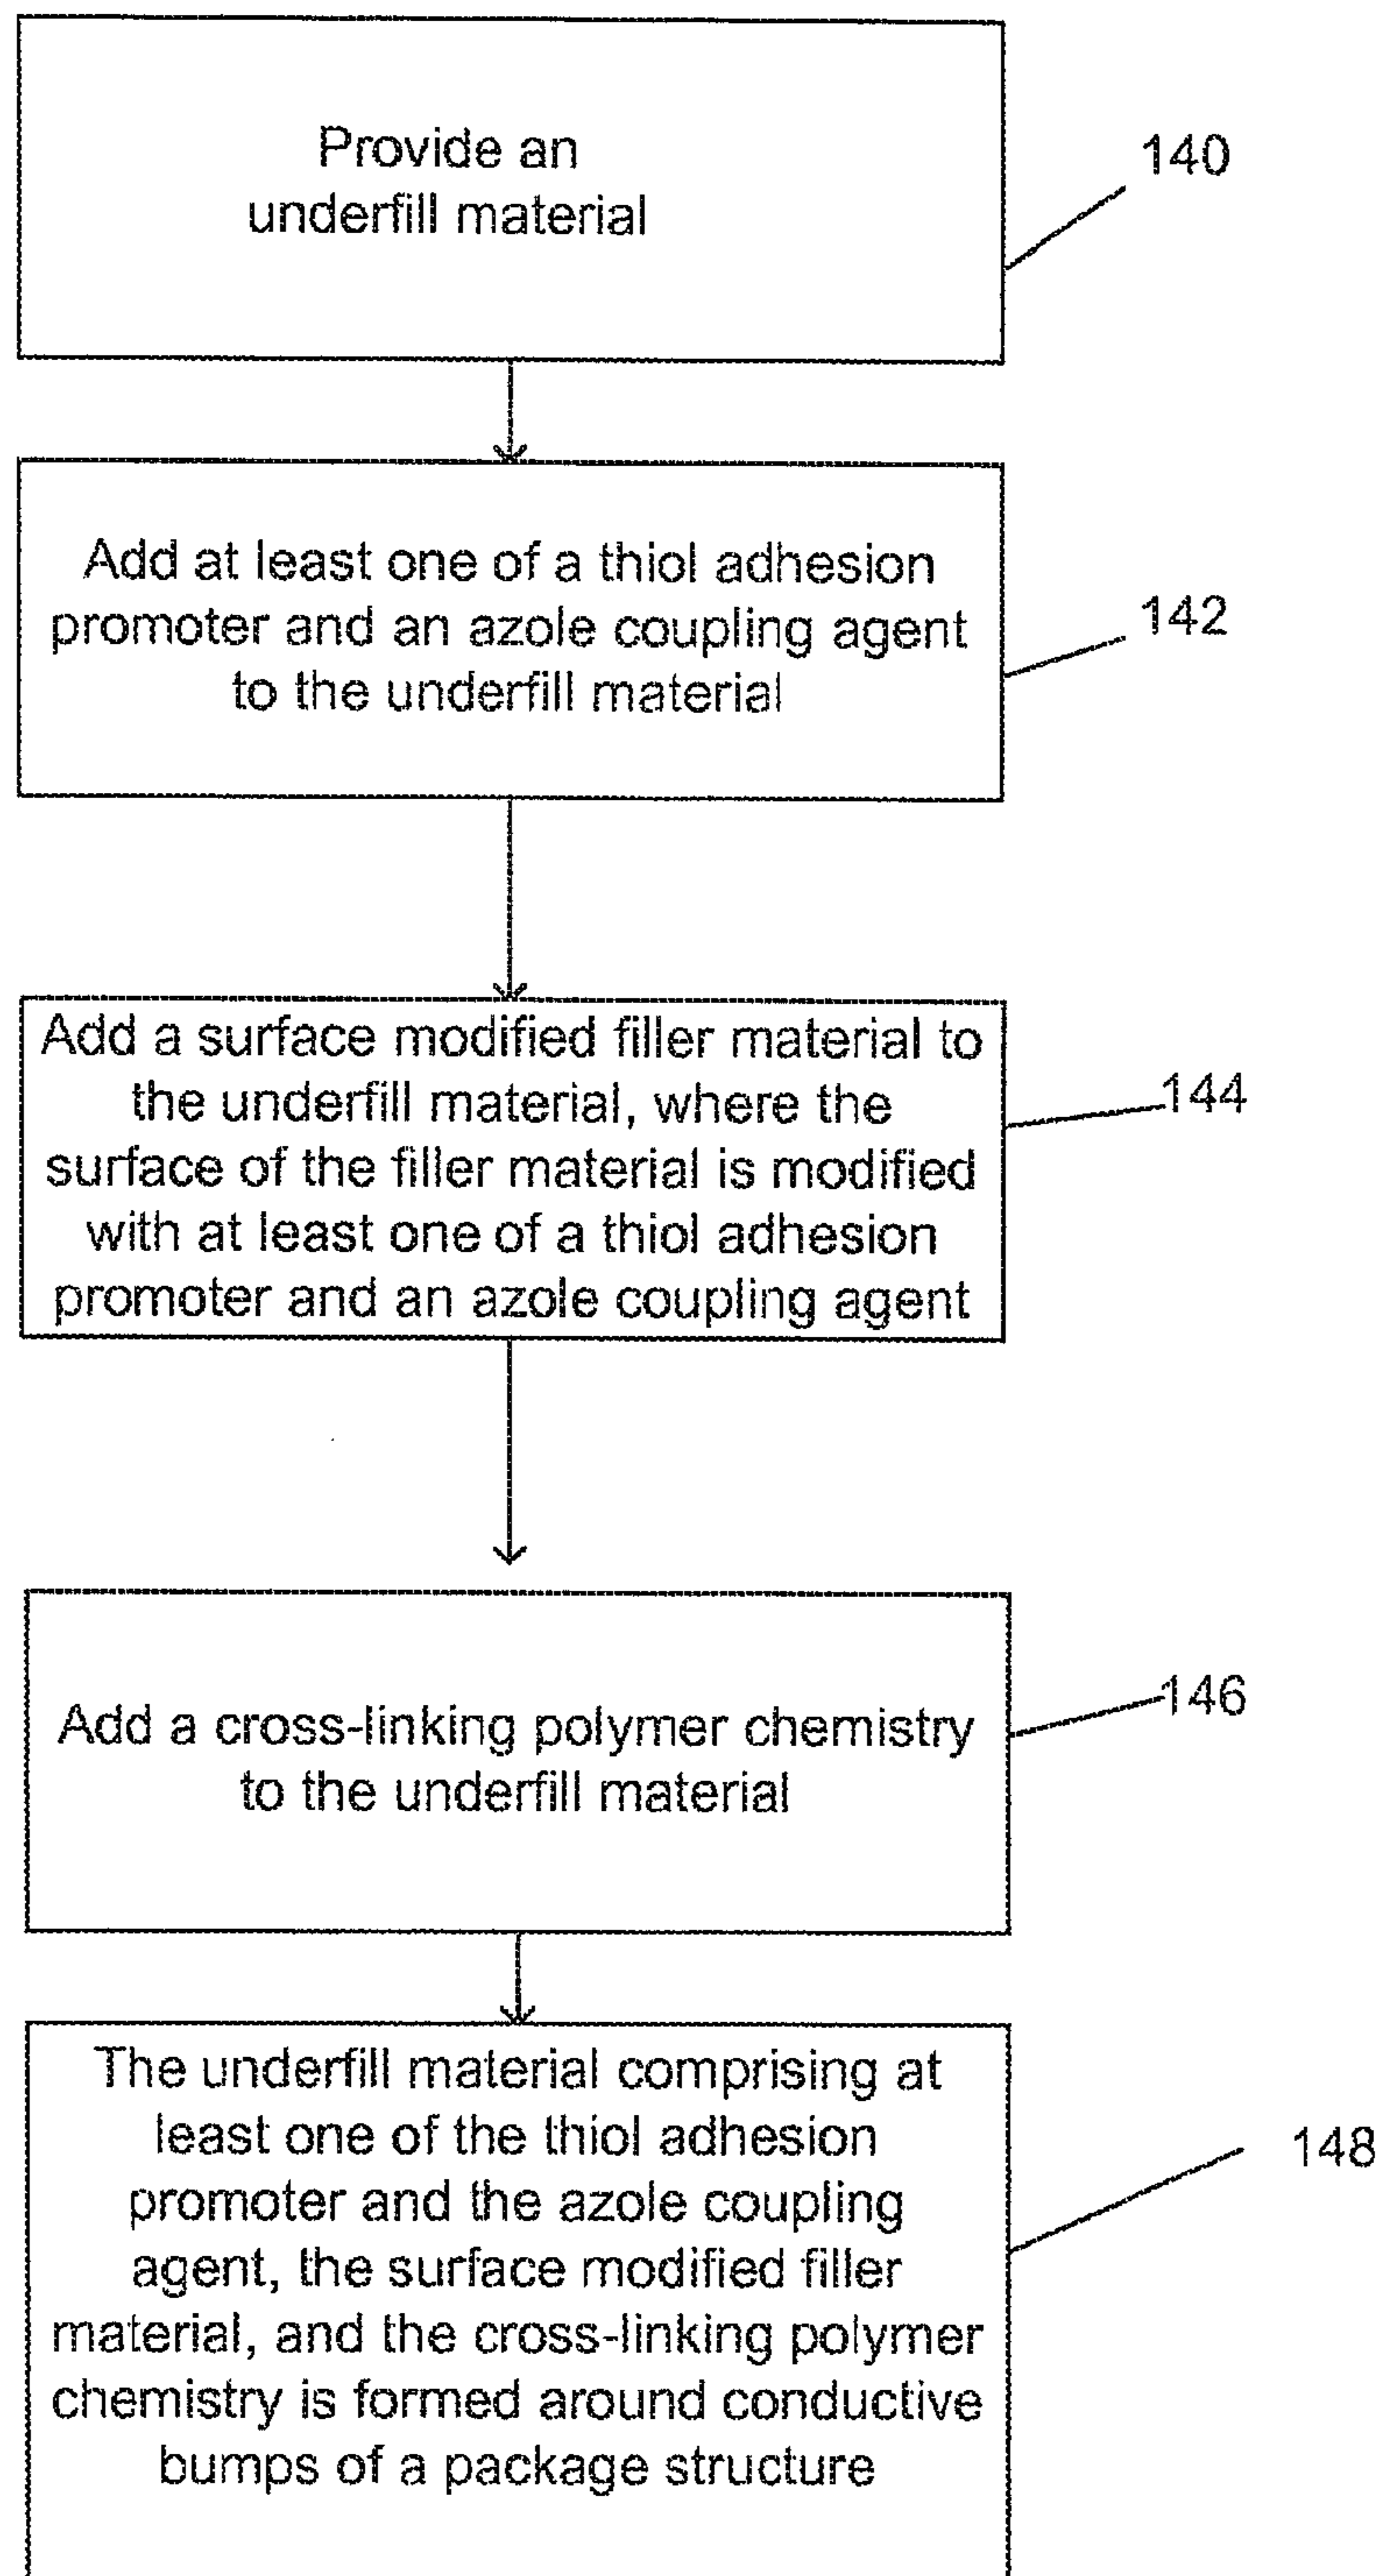 Provide an
underfill material
140
Add at least one of a thiol adhesion
promoter and an azole coupling agent
to the underfill material
142
Add a surface modified filler material to
the underfill material, where the
surface of the filler material is modified
with at least one of a thiol adhesion
promoter and an azole coupling agent
144
Add a cross-linking polymer chemistry
to the underfill material
146
The underfill material comprising at
least one of the thiol adhesion
promoter and the azole coupling
agent, the surface modified filler
material, and the cross-linking polymer
chemistry is formed around conductive
bumps of a package structure
148